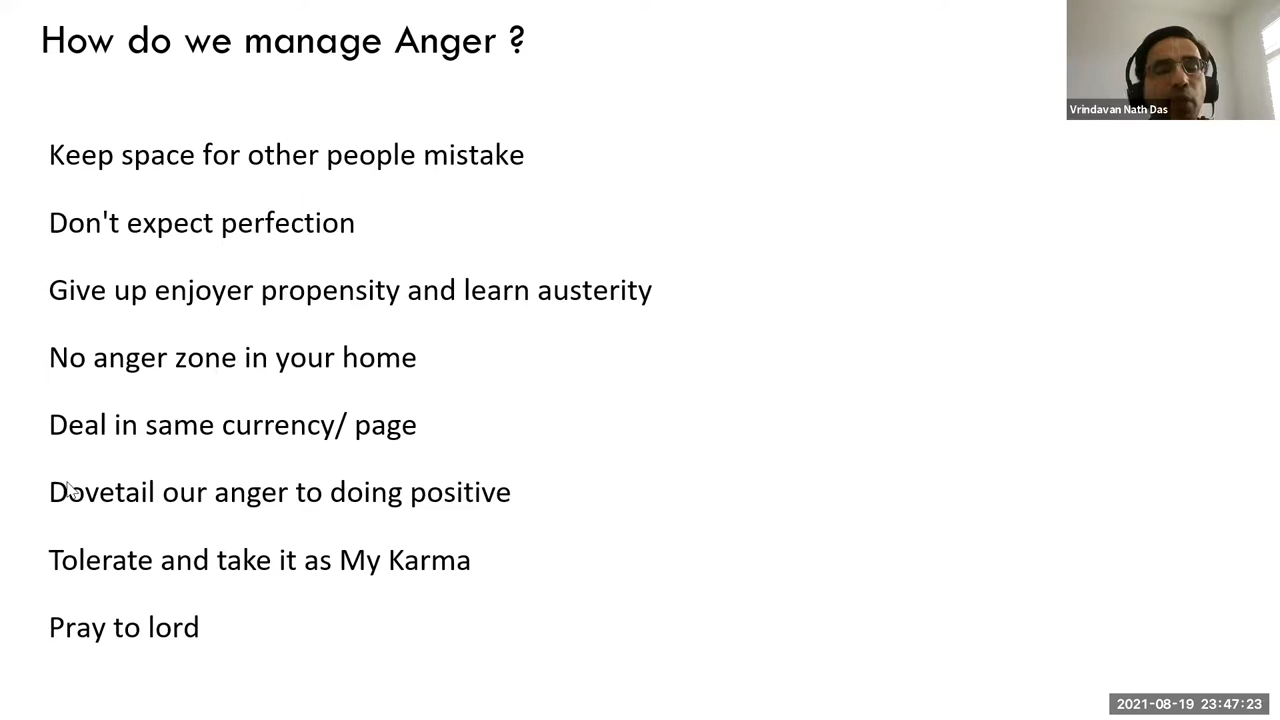 How do we manage Anger ?
Vrindavan Nath Das
Keep space for other people mistake
Don't expect perfection
Give up enjoyer propensity and learn austerity
No anger zone in your home
Deal in same currency/ page
Dovetail our anger to doing positive
Tolerate and take it as My Karma
Pray to lord
2021-08-19 23:47:23